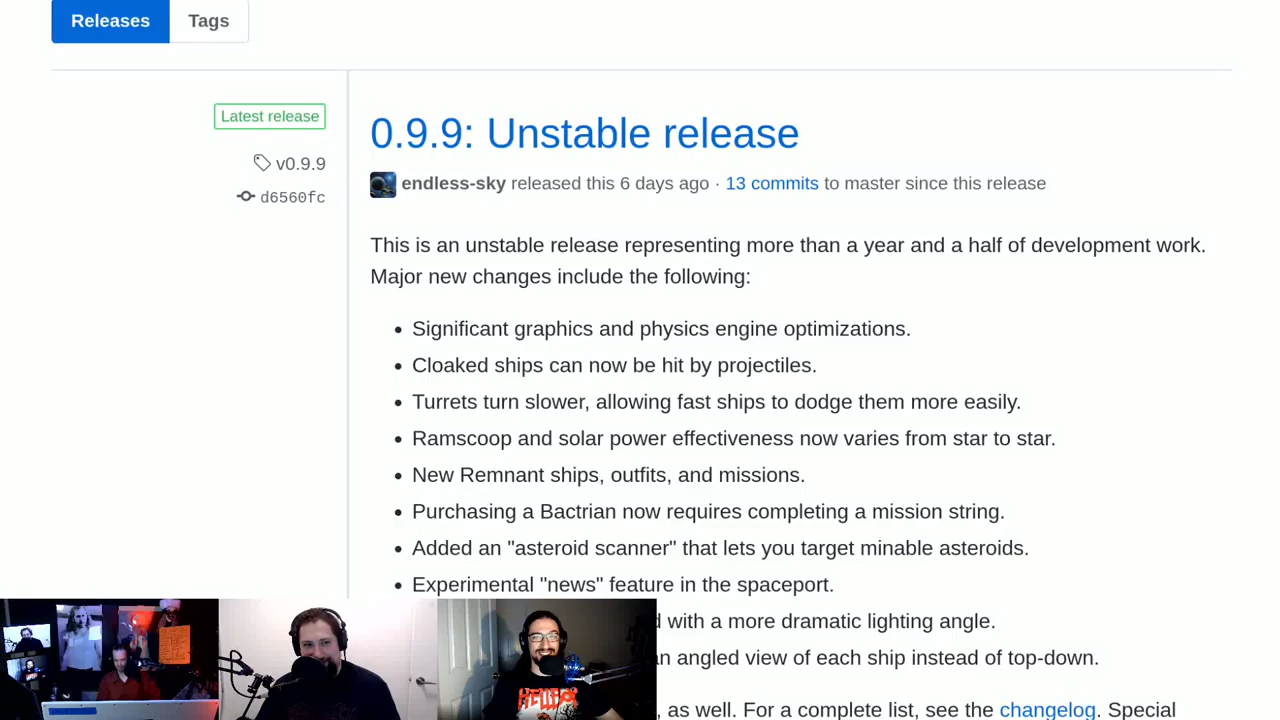 Releases Tags
Latest release
v0.9.9
d6560fc
0.9.9: Unstable release
endless-sky released this 6 days ago · 13 commits to master since this release
This is an unstable release representing more than a year and a half of development work.
Major new changes include the following:
• Significant graphics and physics engine optimizations.
• Cloaked ships can now be hit by projectiles.
• Turrets turn slower, allowing fast ships to dodge them more easily.
• Ramscoop and solar power effectiveness now varies from star to star.
• New Remnant ships, outfits, and missions.
• Purchasing a Bactrian now requires completing a mission string.
• Added an "asteroid scanner" that lets you target minable asteroids.
• Experimental "news" feature in the spaceport.
with a more dramatic lighting angle.
an angled view of each ship instead of top-down.
, as well. For a complete list, see the changelog. Special
HELLBOY